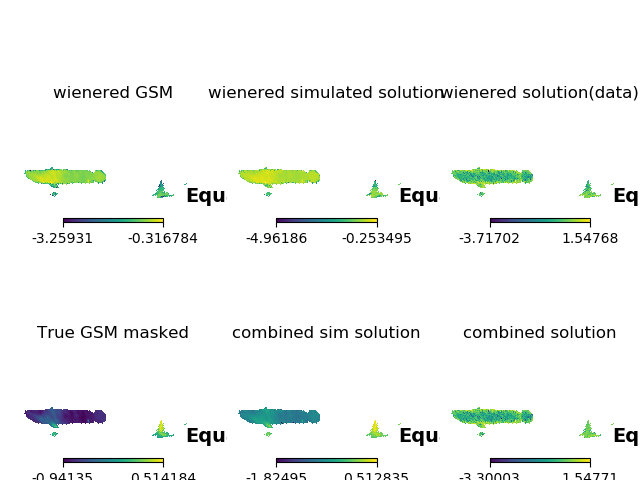 wienered GSM
wienered simulated solution
wienered solution(data)
Equ
Equ
Eq
-3.25931 -0.316784
-4.96186 -0.253495
-3.71702 1.54768
True GSM masked
combined sim solution
combined solution
Equ
Equ
Eq
-0.94135 0.514184
-1.82495 0.512835
-3.30003 1.54771